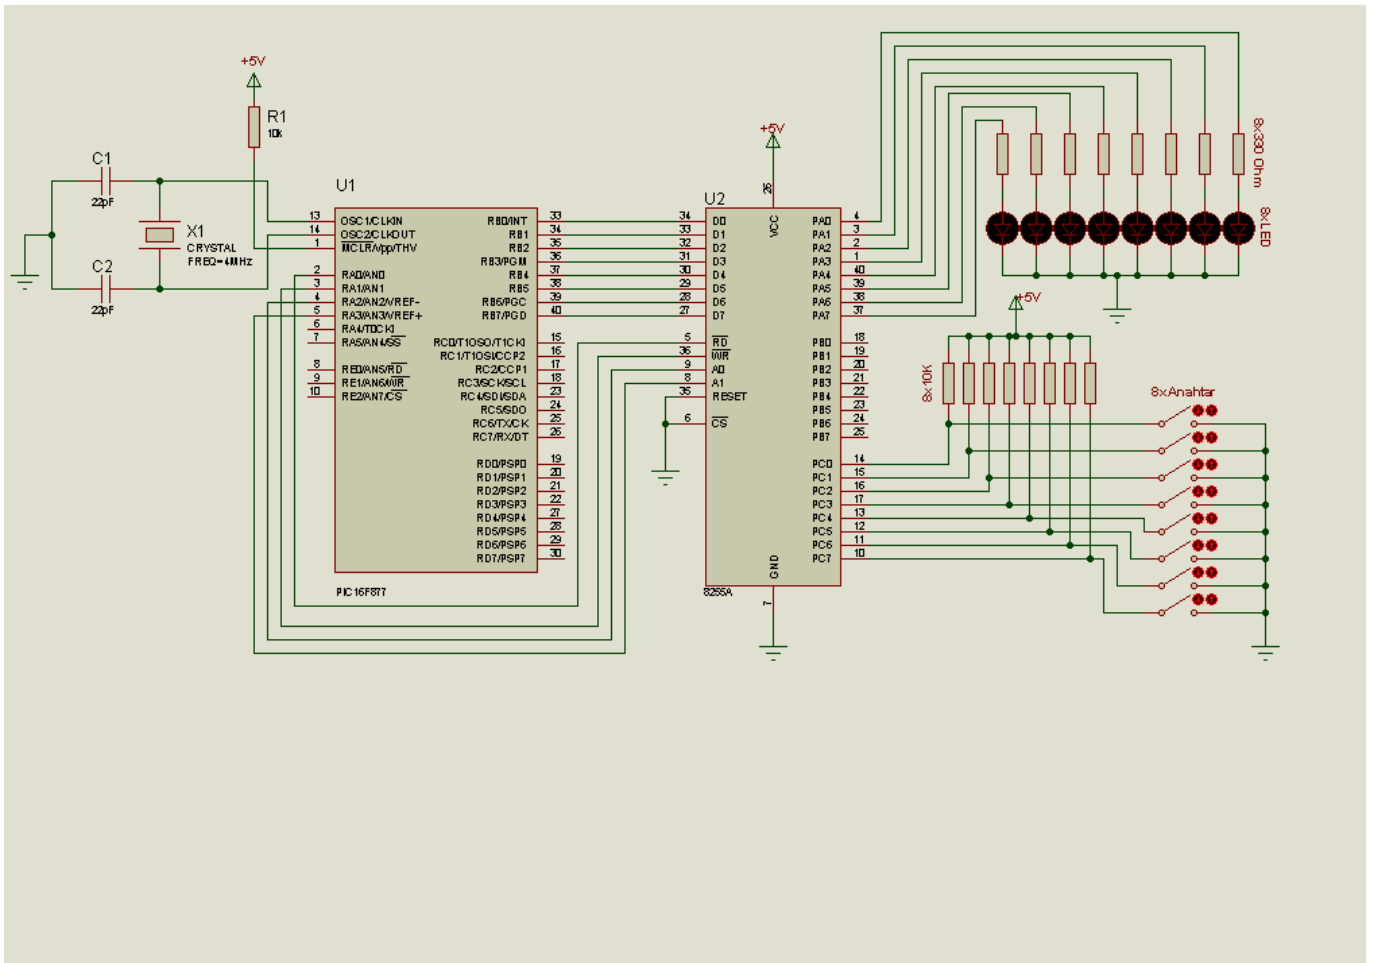 +5V
R1
10k
C1
22pF
X1
CRYSTAL
FREQ=4MHz
C2
22pF
U1
13 OSC1/CLKIN
14 OSC2/CLKOUT
1 MCLR/Vpp/THV
2 RA0/AN0
3 RA1/AN1
4 RA2/AN2/VREF-
5 RA3/AN3/VREF+
6 RA4/T0CKI
7 RA5/AN4/SS
8 RE0/AN5/RD
9 RE1/AN6/WR
10 RE2/AN7/CS
RB0/INT 33
RB1 34
RB2 35
RB3/PGM 36
RB4 37
RB5 38
RB6/PGC 39
RB7/PGD 40
RC0/T1OSO/T1CKI 15
RC1/T1OSI/CCP2 16
RC2/CCP1 17
RC3/SCK/SCL 18
RC4/SDI/SDA 23
RC5/SDO 24
RC6/TX/CK 25
RC7/RX/DT 26
RD0/PSP0 19
RD1/PSP1 20
RD2/PSP2 21
RD3/PSP3 22
RD4/PSP4 27
RD5/PSP5 28
RD6/PSP6 29
RD7/PSP7 30
PIC16F877
+5V
26
VCC
U2
34 D0
33 D1
32 D2
31 D3
30 D4
29 D5
28 D6
27 D7
5 RD
36 WR
9 A0
8 A1
35 RESET
6 CS
PA0 4
PA1 3
PA2 2
PA3 1
PA4 40
PA5 39
PA6 38
PA7 37
PB0 18
PB1 19
PB2 20
PB3 21
PB4 22
PB5 23
PB6 24
PB7 25
PC0 14
PC1 15
PC2 16
PC3 17
PC4 13
PC5 12
PC6 11
PC7 10
GND
7
8255A
8x330 Ohm
8xLED
+5V
8x10K
8xAnahtar